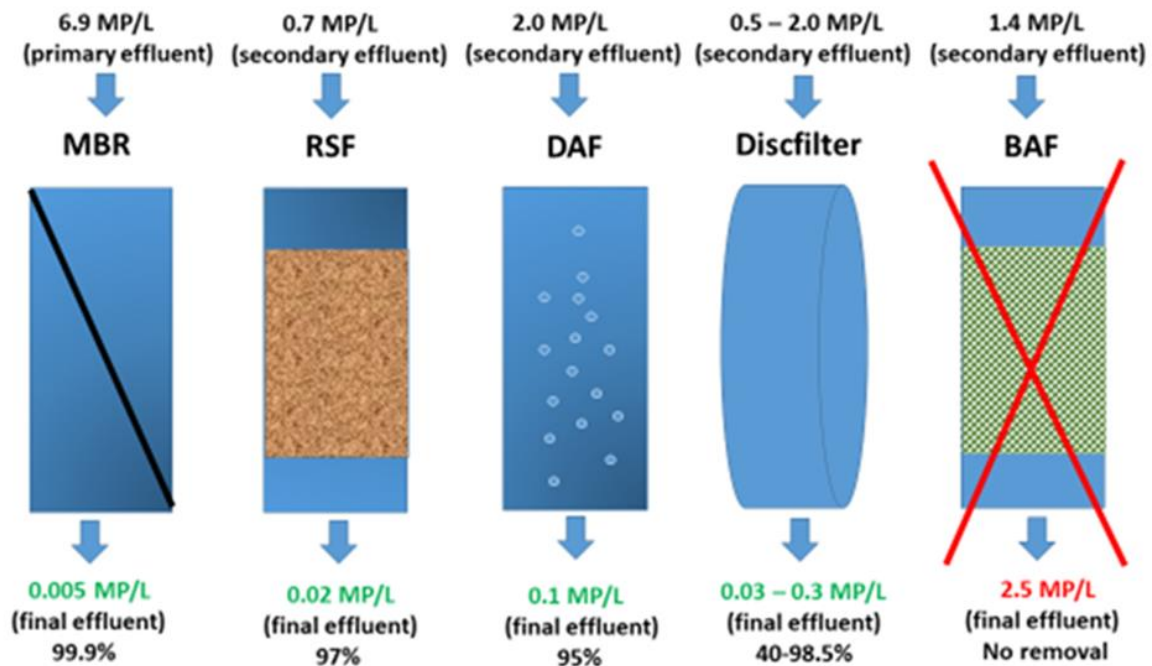 6.9 MP/L
(primary effluent)
0.7 MP/L
(secondary effluent)
2.0 MP/L
(secondary effluent)
0.5 – 2.0 MP/L
(secondary effluent)
1.4 MP/L
(secondary effluent)
MBR
RSF
DAF
Discfilter
BAF
0.005 MP/L
(final effluent)
99.9%
0.02 MP/L
(final effluent)
97%
0.1 MP/L
(final effluent)
95%
0.03 – 0.3 MP/L
(final effluent)
40-98.5%
2.5 MP/L
(final effluent)
No removal